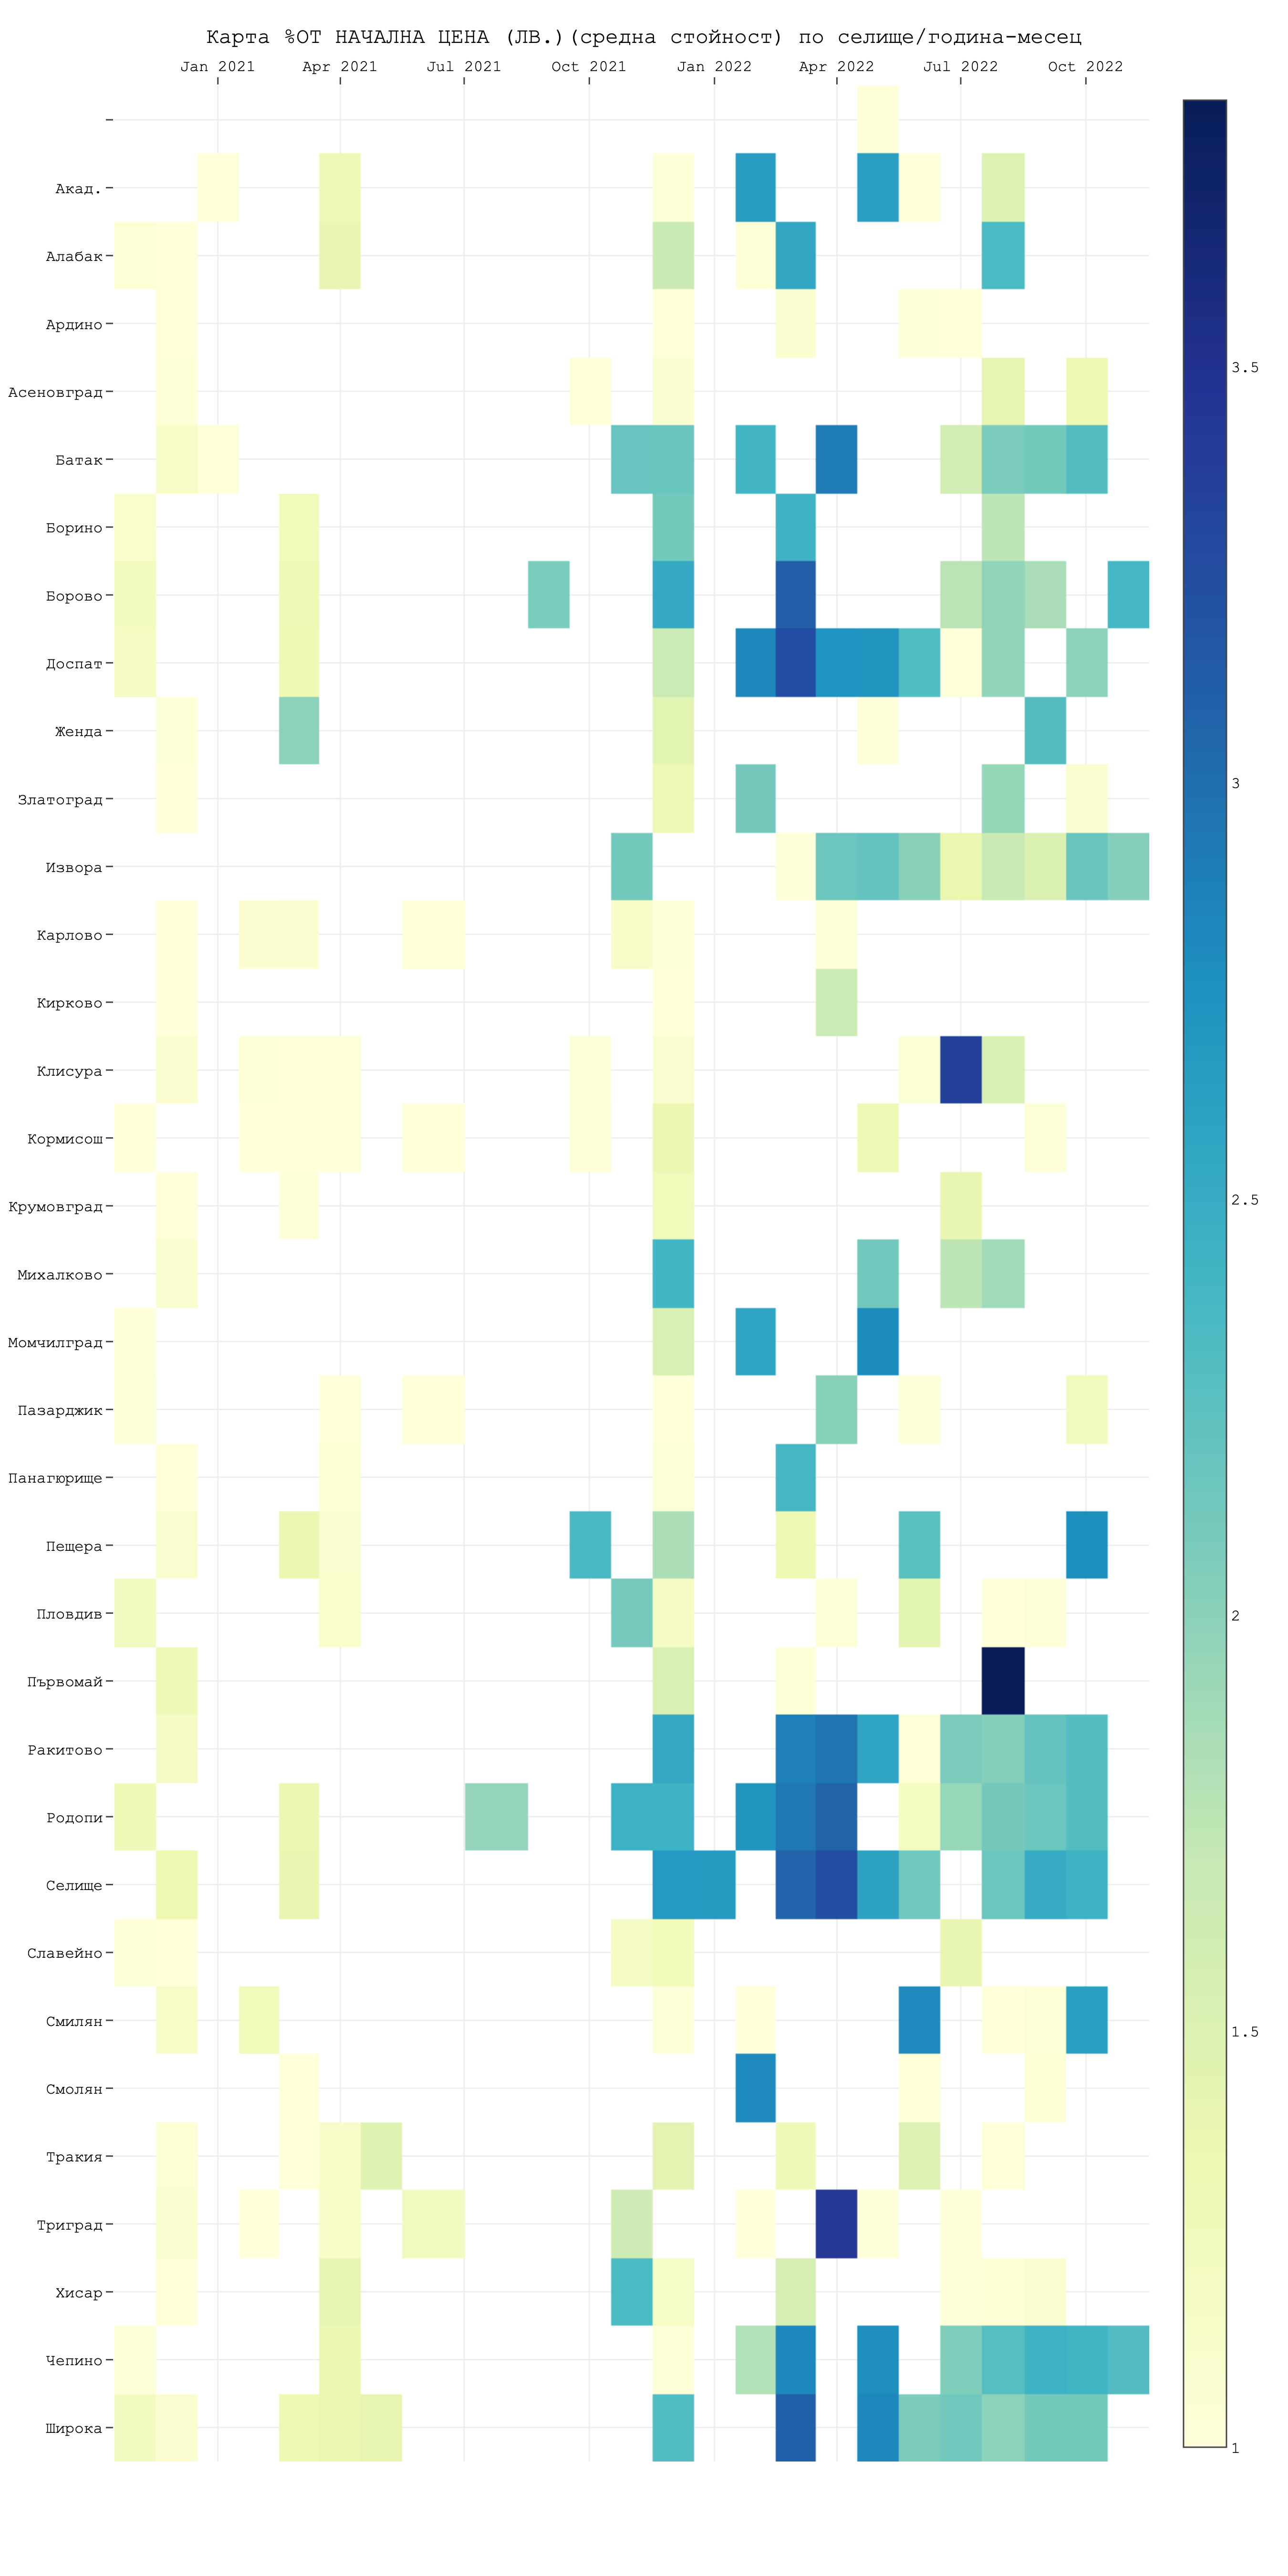 Карта %ОТ НАЧАЛНА ЦЕНА (ЛВ.)(средна стойност) по селище/година-месец
Jan 2021 Apr 2021 Jul 2021 Oct 2021 Jan 2022 Apr 2022 Jul 2022 Oct 2022
Акад.
Алабак
Ардино
Асеновград
Батак
Борино
Борово
Доспат
Женда
Златоград
Извора
Карлово
Кирково
Клисура
Кормисош
Крумовград
Михалково
Момчилград
Пазарджик
Панагюрище
Пещера
Пловдив
Първомай
Ракитово
Родопи
Селище
Славейно
Смилян
Смолян
Тракия
Триград
Хисар
Чепино
Широка
3.5
3
2.5
2
1.5
1